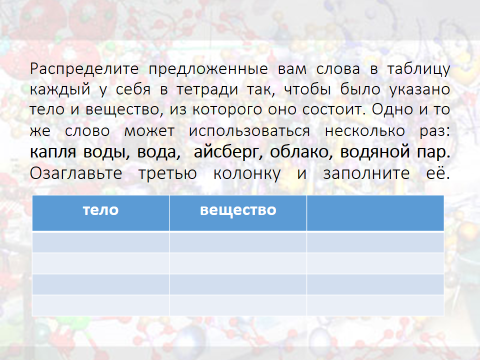 Распределите предложенные вам слова в таблицу
каждый у себя в тетради так, чтобы было указано
тело и вещество, из которого оно состоит. Одно и то
же слово может использоваться несколько раз:
капля воды, вода, айсберг, облако, водяной пар.
Озаглавьте третью колонку и заполните её.
тело вещество